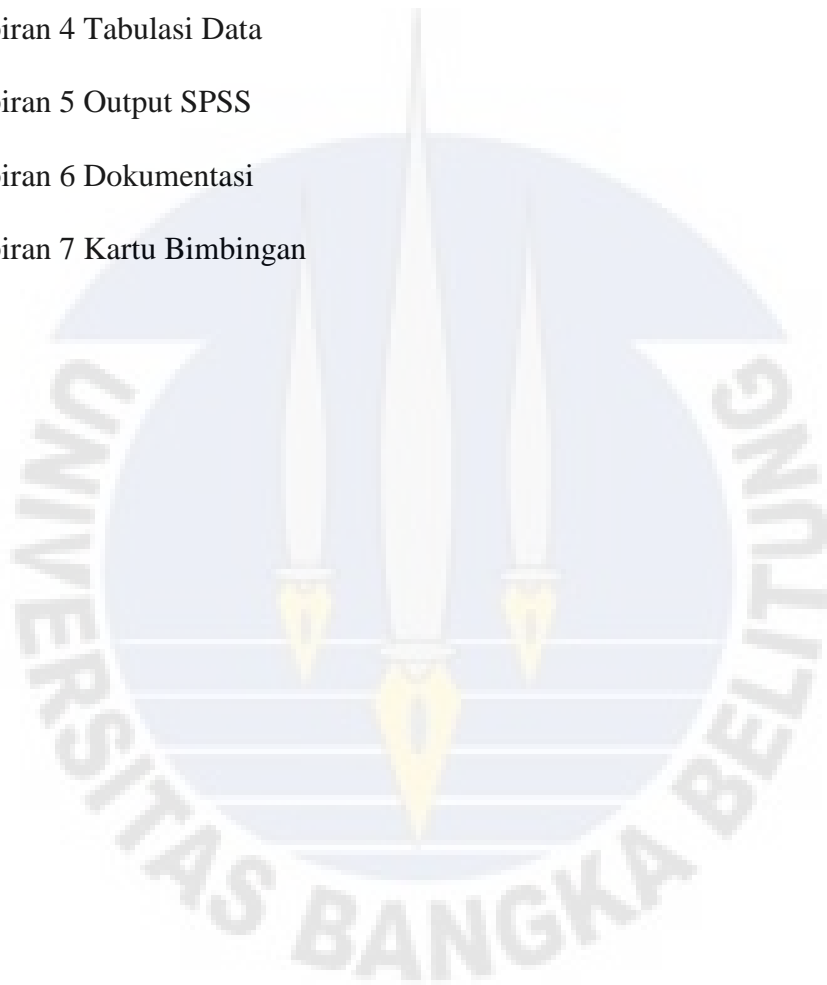 piran 4 Tabulasi Data
piran 5 Output SPSS
piran 6 Dokumentasi
piran 7 Kartu Bimbingan
UNIVERSITAS BANGKA BELITUNG